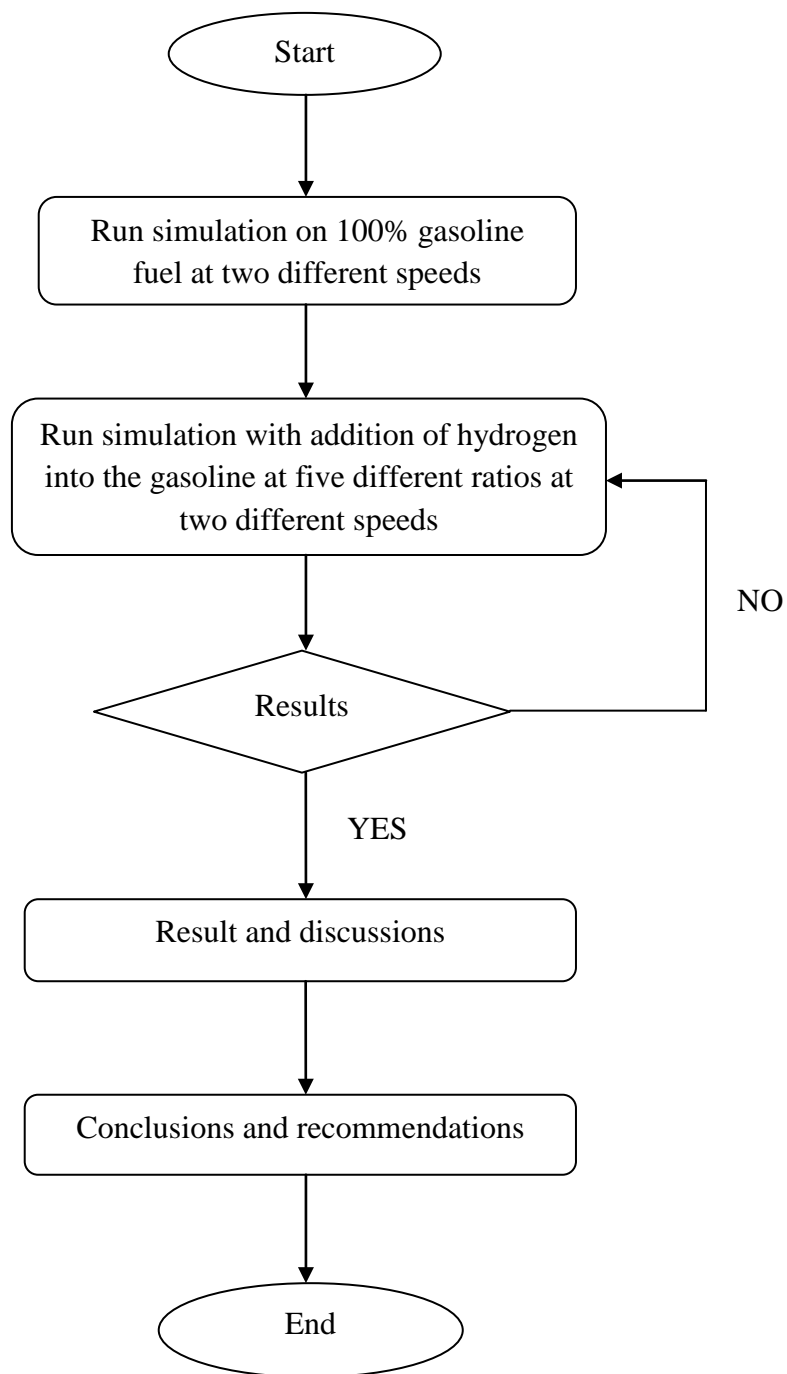 Start
Run simulation on 100% gasoline
fuel at two different speeds
Run simulation with addition of hydrogen
into the gasoline at five different ratios at
two different speeds
NO
Results
YES
Result and discussions
Conclusions and recommendations
End